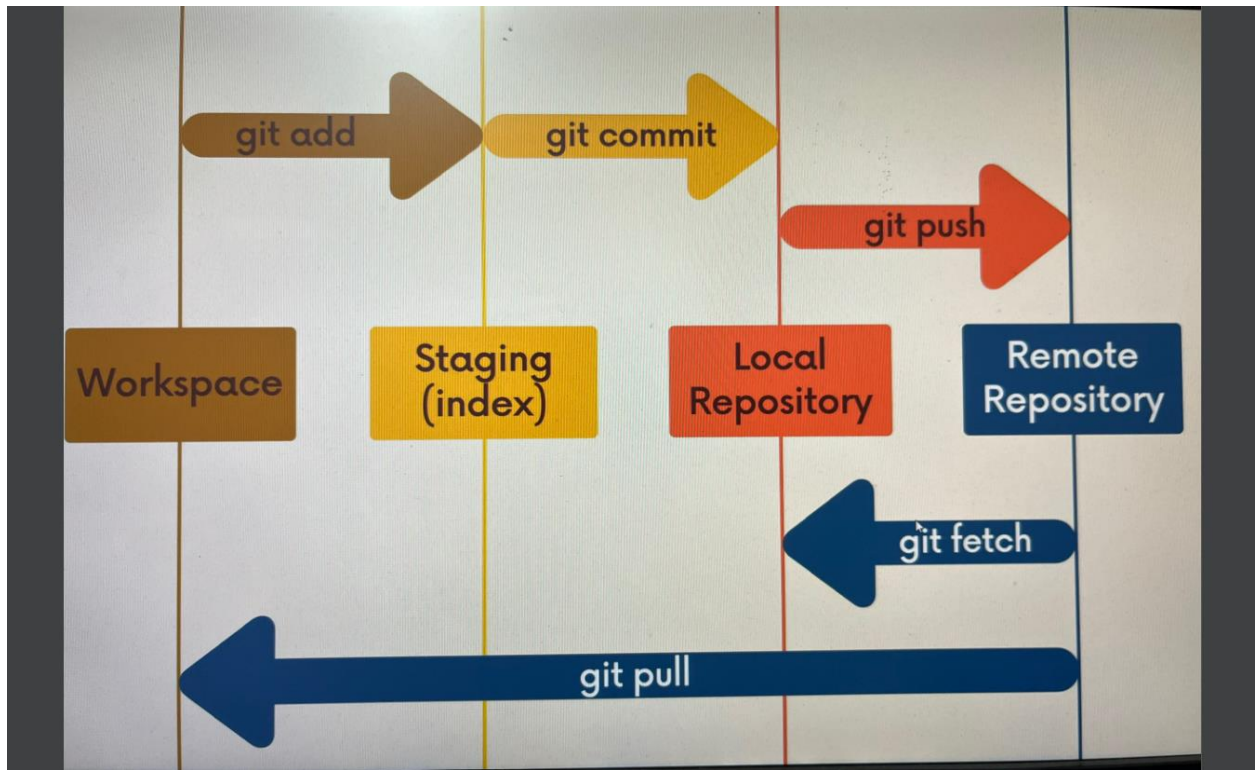 git add
git commit
git push
Workspace
Staging
(index)
Local
Repository
Remote
Repository
git fetch
git pull